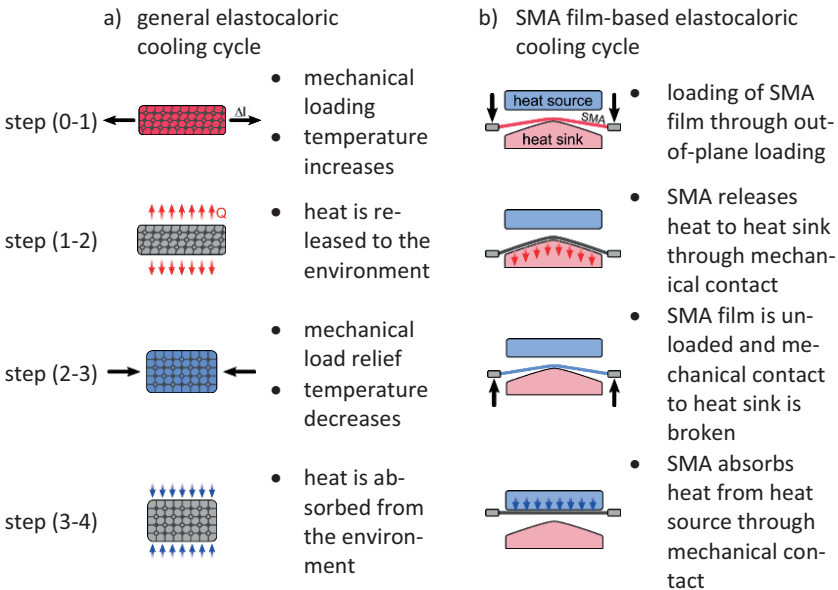 a) general elastocaloric
cooling cycle
b) SMA film-based elastocaloric
cooling cycle
step (0-1)
Δl
• mechanical
loading
• temperature
increases
heat source
SMA
heat sink
• loading of SMA
film through out-
of-plane loading
step (1-2)
Q
• heat is re-
leased to the
environment
• SMA releases
heat to heat sink
through mechan-
ical contact
step (2-3)
• mechanical
load relief
• temperature
decreases
• SMA film is un-
loaded and me-
chanical contact
to heat sink is
broken
step (3-4)
• heat is ab-
sorbed from
the environ-
ment
• SMA absorbs
heat from heat
source through
mechanical con-
tact